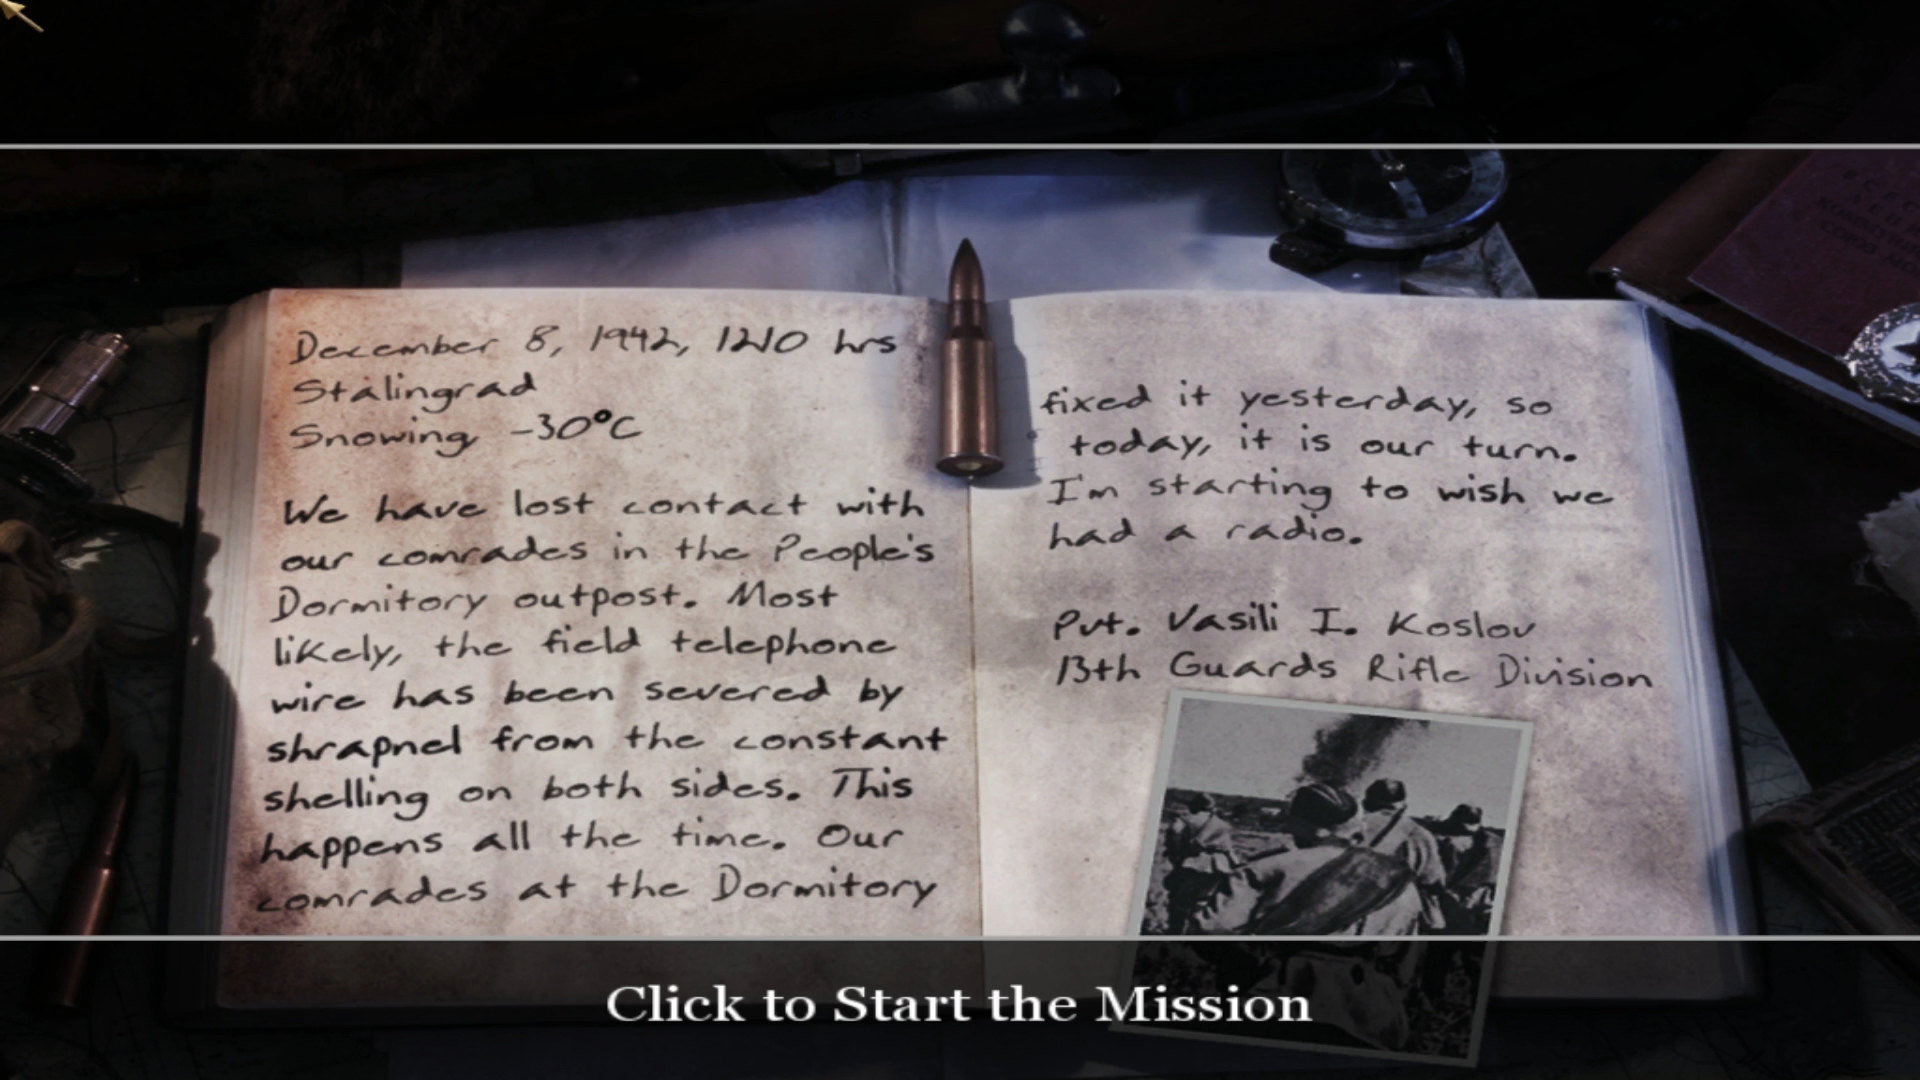 December 8, 1942, 1210 hrs
Stalingrad
Snowing -30°C
We have lost contact with
our comrades in the People's
Dormitory outpost. Most
likely, the field telephone
wire has been severed by
shrapnel from the constant
shelling on both sides. This
happens all the time. Our
comrades at the Dormitory
fixed it yesterday, so
today, it is our turn.
I'm starting to wish we
had a radio.
Pvt. Vasili I. Koslov
13th Guards Rifle Division
Click to Start the Mission